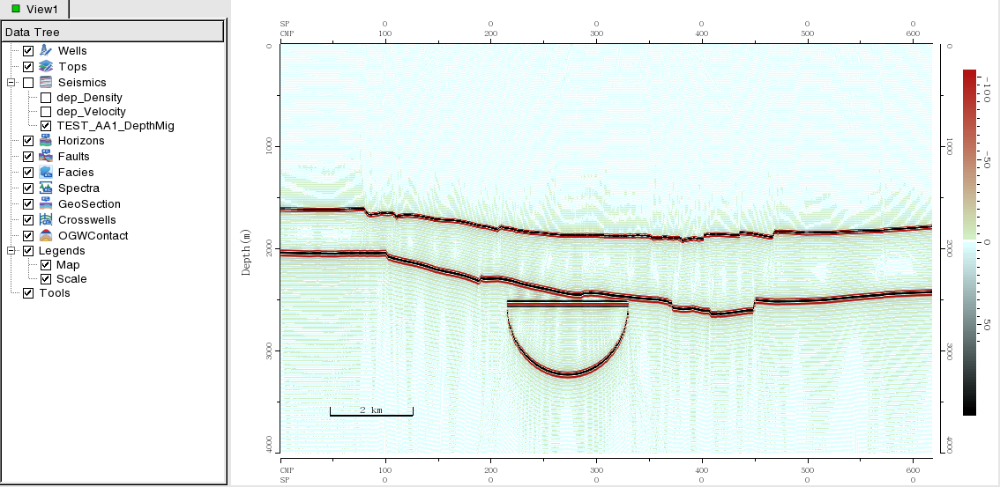 View1
Data Tree
Wells
Tops
Seismics
dep_Density
dep_Velocity
TEST_AA1_DepthMig
Horizons
Faults
Facies
Spectra
GeoSection
Crosswells
OGWContact
Legends
Map
Scale
Tools
SP 0 0 0 0 0 0
CMP 100 200 300 400 500 600
0
1000
2000
3000
4000
Depth(m)
2 km
0
1000
2000
3000
4000
CMP 100 200 300 400 500 600
SP 0 0 0 0 0 0
-100
-50
0
50